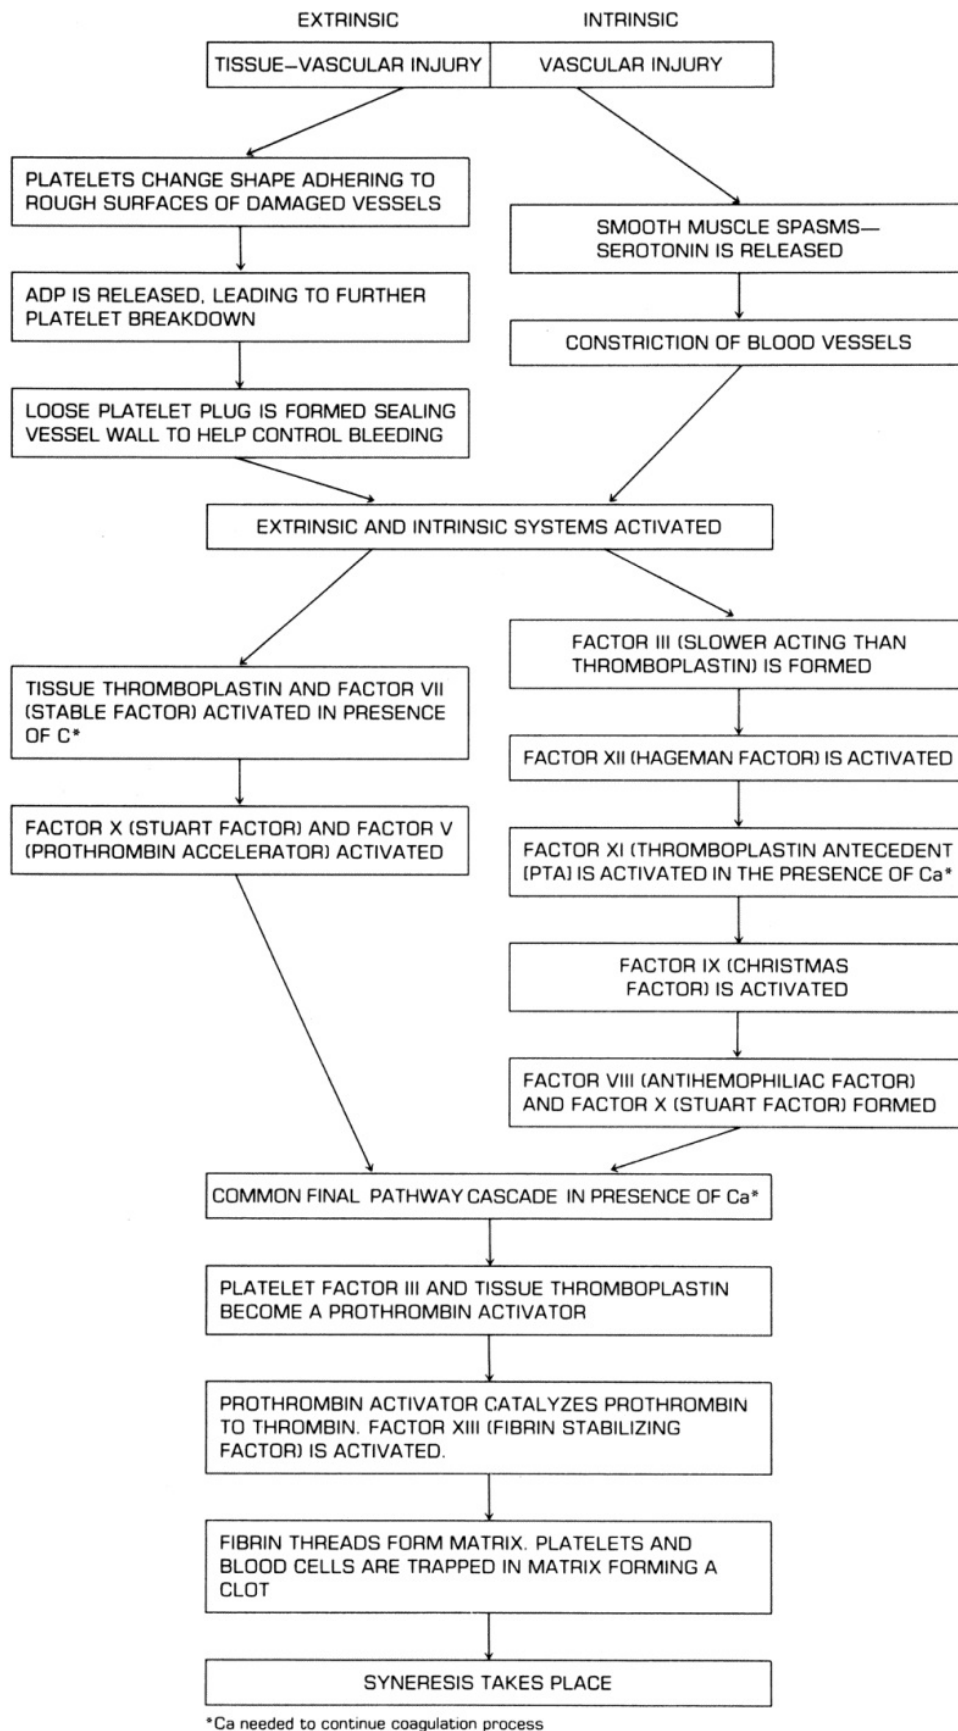 EXTRINSIC
INTRINSIC
TISSUE–VASCULAR INJURY
VASCULAR INJURY
PLATELETS CHANGE SHAPE ADHERING TO
ROUGH SURFACES OF DAMAGED VESSELS
SMOOTH MUSCLE SPASMS—
SEROTONIN IS RELEASED
ADP IS RELEASED, LEADING TO FURTHER
PLATELET BREAKDOWN
CONSTRICTION OF BLOOD VESSELS
LOOSE PLATELET PLUG IS FORMED SEALING
VESSEL WALL TO HELP CONTROL BLEEDING
EXTRINSIC AND INTRINSIC SYSTEMS ACTIVATED
FACTOR III (SLOWER ACTING THAN
THROMBOPLASTIN) IS FORMED
TISSUE THROMBOPLASTIN AND FACTOR VII
(STABLE FACTOR) ACTIVATED IN PRESENCE
OF C*
FACTOR XII (HAGEMAN FACTOR) IS ACTIVATED
FACTOR X (STUART FACTOR) AND FACTOR V
(PROTHROMBIN ACCELERATOR) ACTIVATED
FACTOR XI (THROMBOPLASTIN ANTECEDENT
[PTA] IS ACTIVATED IN THE PRESENCE OF Ca*
FACTOR IX (CHRISTMAS
FACTOR) IS ACTIVATED
FACTOR VIII (ANTIHEMOPHILIAC FACTOR)
AND FACTOR X (STUART FACTOR) FORMED
COMMON FINAL PATHWAY CASCADE IN PRESENCE OF Ca*
PLATELET FACTOR III AND TISSUE THROMBOPLASTIN
BECOME A PROTHROMBIN ACTIVATOR
PROTHROMBIN ACTIVATOR CATALYZES PROTHROMBIN
TO THROMBIN. FACTOR XIII (FIBRIN STABILIZING
FACTOR) IS ACTIVATED.
FIBRIN THREADS FORM MATRIX. PLATELETS AND
BLOOD CELLS ARE TRAPPED IN MATRIX FORMING A
CLOT
SYNERESIS TAKES PLACE
*Ca needed to continue coagulation process